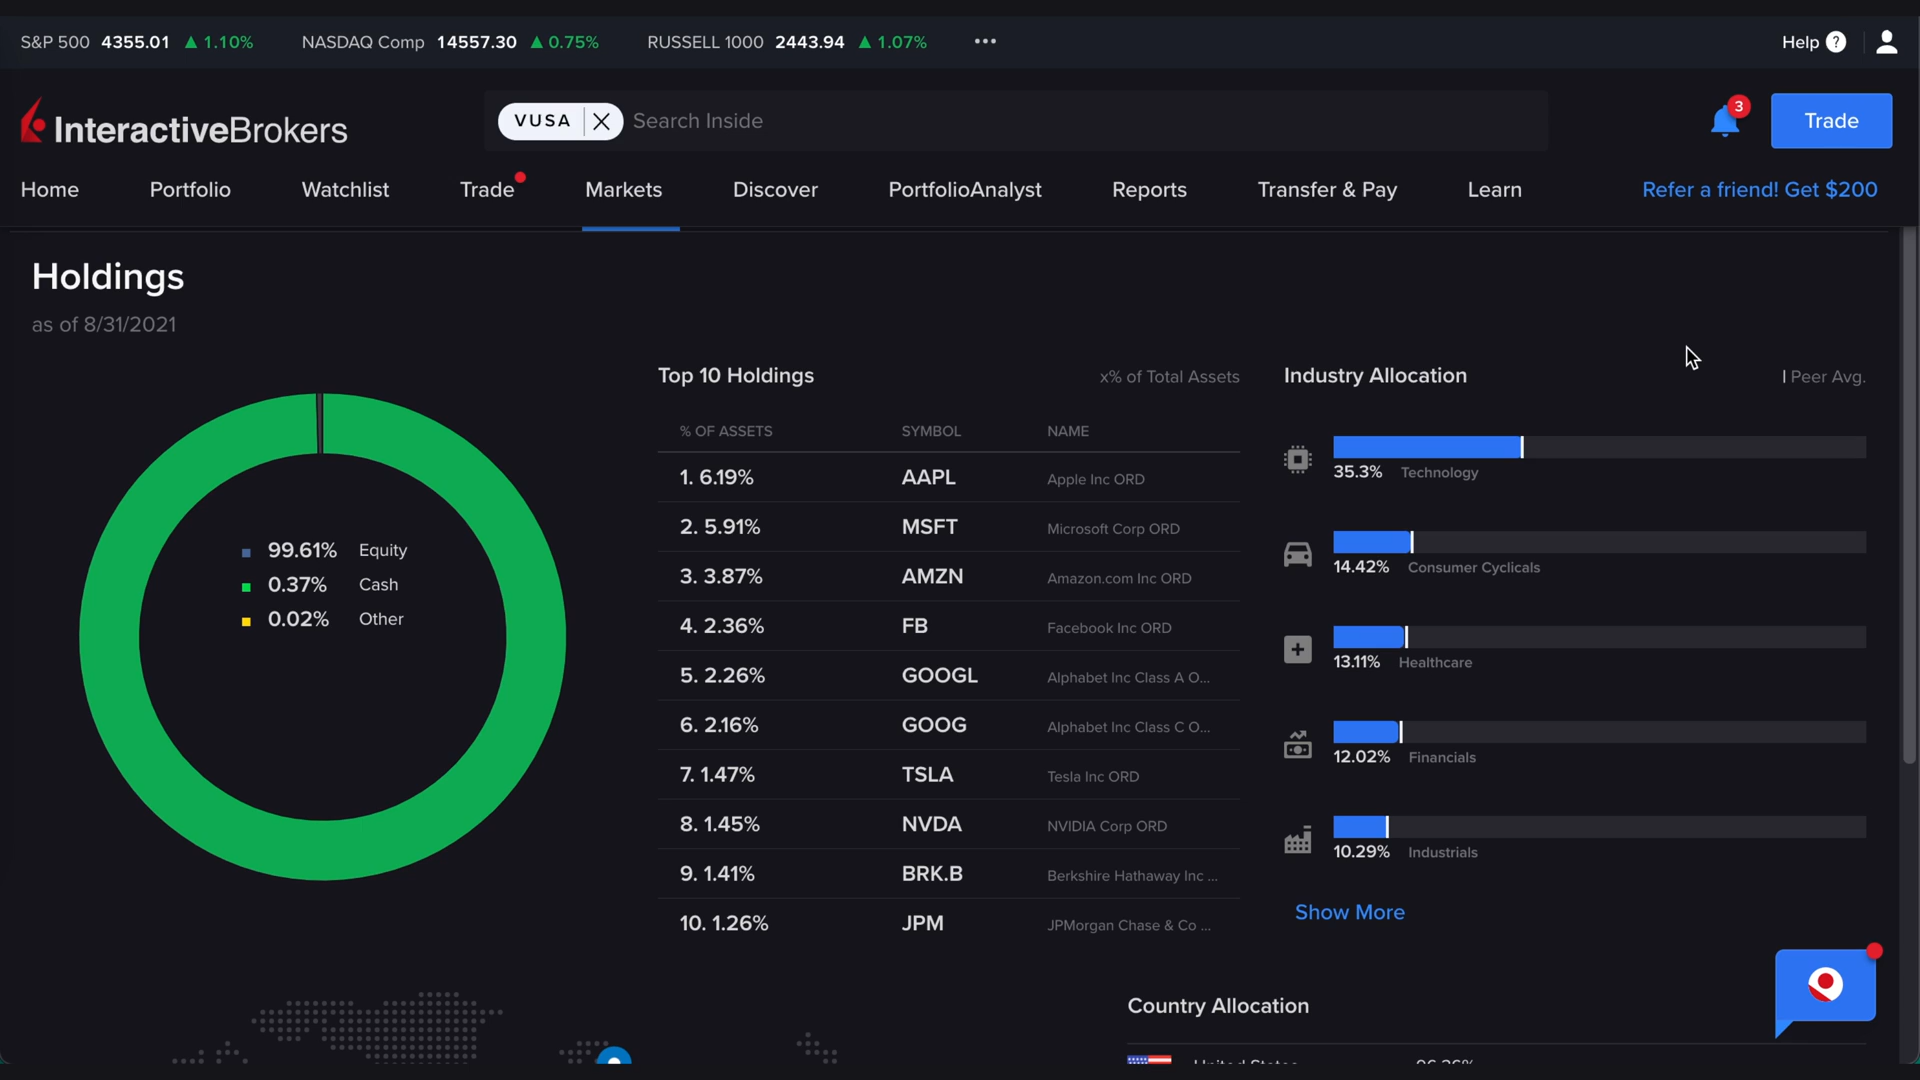 S&P 500 4355.01 ▲ 1.10% NASDAQ Comp 14557.30 ▲ 0.75% RUSSELL 1000 2443.94 ▲ 1.07% ••• Help ?
InteractiveBrokers VUSA Search Inside 3 Trade
Home Portfolio Watchlist Trade Markets Discover PortfolioAnalyst Reports Transfer & Pay Learn Refer a friend! Get $200
Holdings
as of 8/31/2021
99.61% Equity
0.37% Cash
0.02% Other
Top 10 Holdings x% of Total Assets
% OF ASSETS SYMBOL NAME
1. 6.19% AAPL Apple Inc ORD
2. 5.91% MSFT Microsoft Corp ORD
3. 3.87% AMZN Amazon.com Inc ORD
4. 2.36% FB Facebook Inc ORD
5. 2.26% GOOGL Alphabet Inc Class A O...
6. 2.16% GOOG Alphabet Inc Class C O...
7. 1.47% TSLA Tesla Inc ORD
8. 1.45% NVDA NVIDIA Corp ORD
9. 1.41% BRK.B Berkshire Hathaway Inc ...
10. 1.26% JPM JPMorgan Chase & Co ...
Industry Allocation | Peer Avg.
35.3% Technology
14.42% Consumer Cyclicals
13.11% Healthcare
12.02% Financials
10.29% Industrials
Show More
Country Allocation
United States